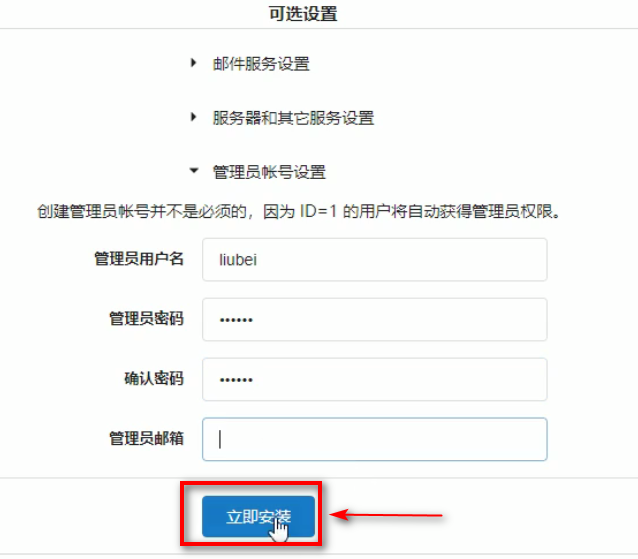 可选设置
邮件服务设置
服务器和其它服务设置
管理员帐号设置
创建管理员帐号并不是必须的，因为 ID=1 的用户将自动获得管理员权限。
管理员用户名 liubei
管理员密码 ••••••
确认密码 ••••••
管理员邮箱
立即安装